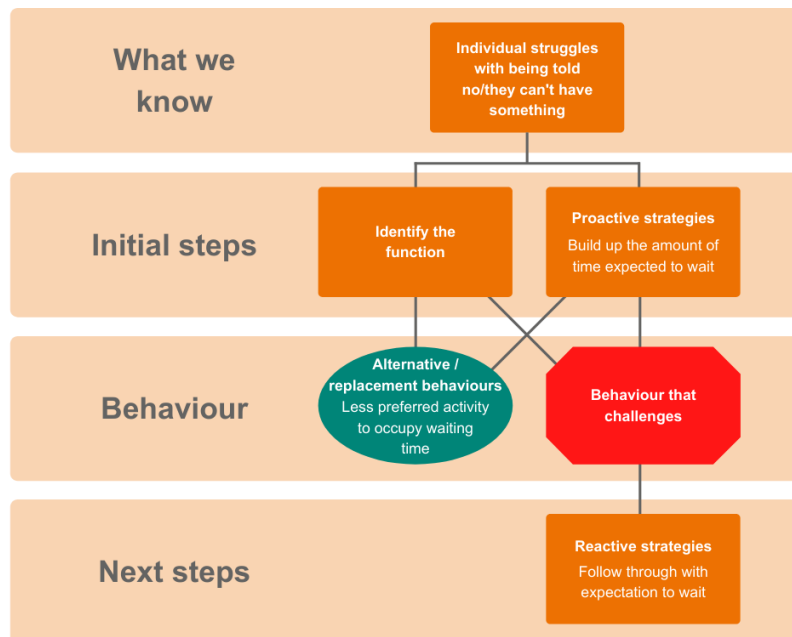 What we
know
Individual struggles
with being told
no/they can't have
something
Initial steps
Identify the
function
Proactive strategies
Build up the amount of
time expected to wait
Behaviour
Alternative /
replacement behaviours
Less preferred activity
to occupy waiting
time
Behaviour that
challenges
Next steps
Reactive strategies
Follow through with
expectation to wait